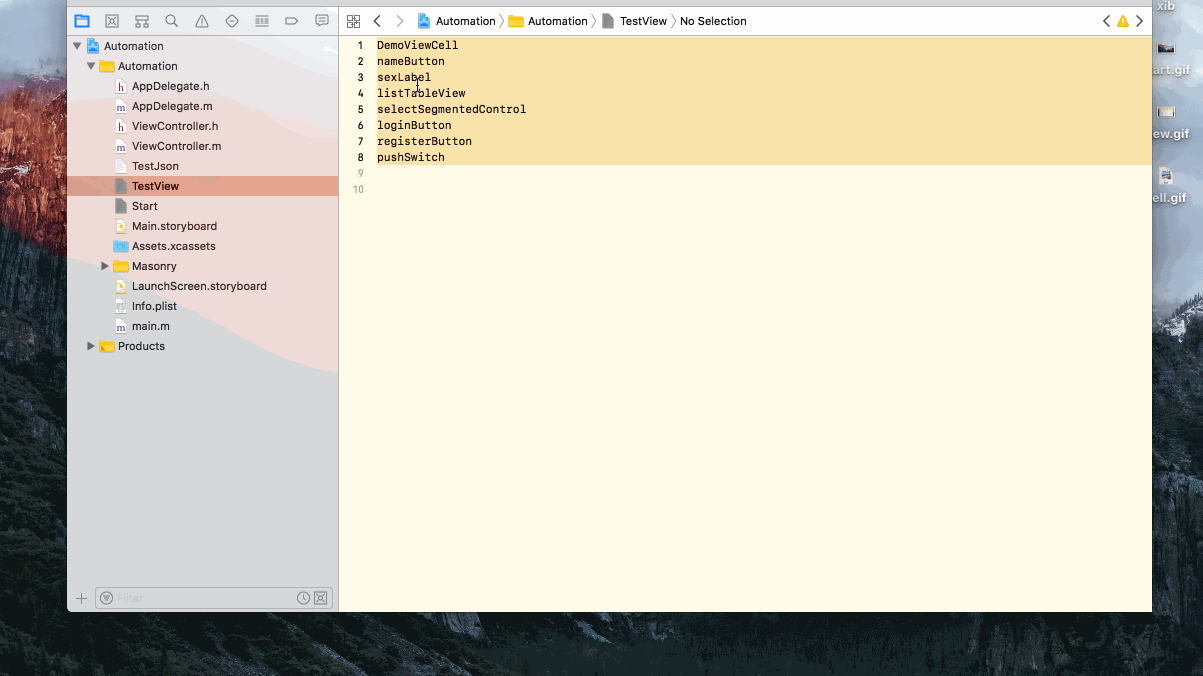 Automation
Automation
TestView
No Selection
Automation
Automation
AppDelegate.h
AppDelegate.m
ViewController.h
ViewController.m
TestJson
TestView
Start
Main.storyboard
Assets.xcassets
Masonry
LaunchScreen.storyboard
Info.plist
main.m
Products
Filter
1 DemoViewCell
2 nameButton
3 sexLabel
4 listTableView
5 selectSegmentedControl
6 loginButton
7 registerButton
8 pushSwitch
9
10
xib
art.gif
ew.gif
ell.gif